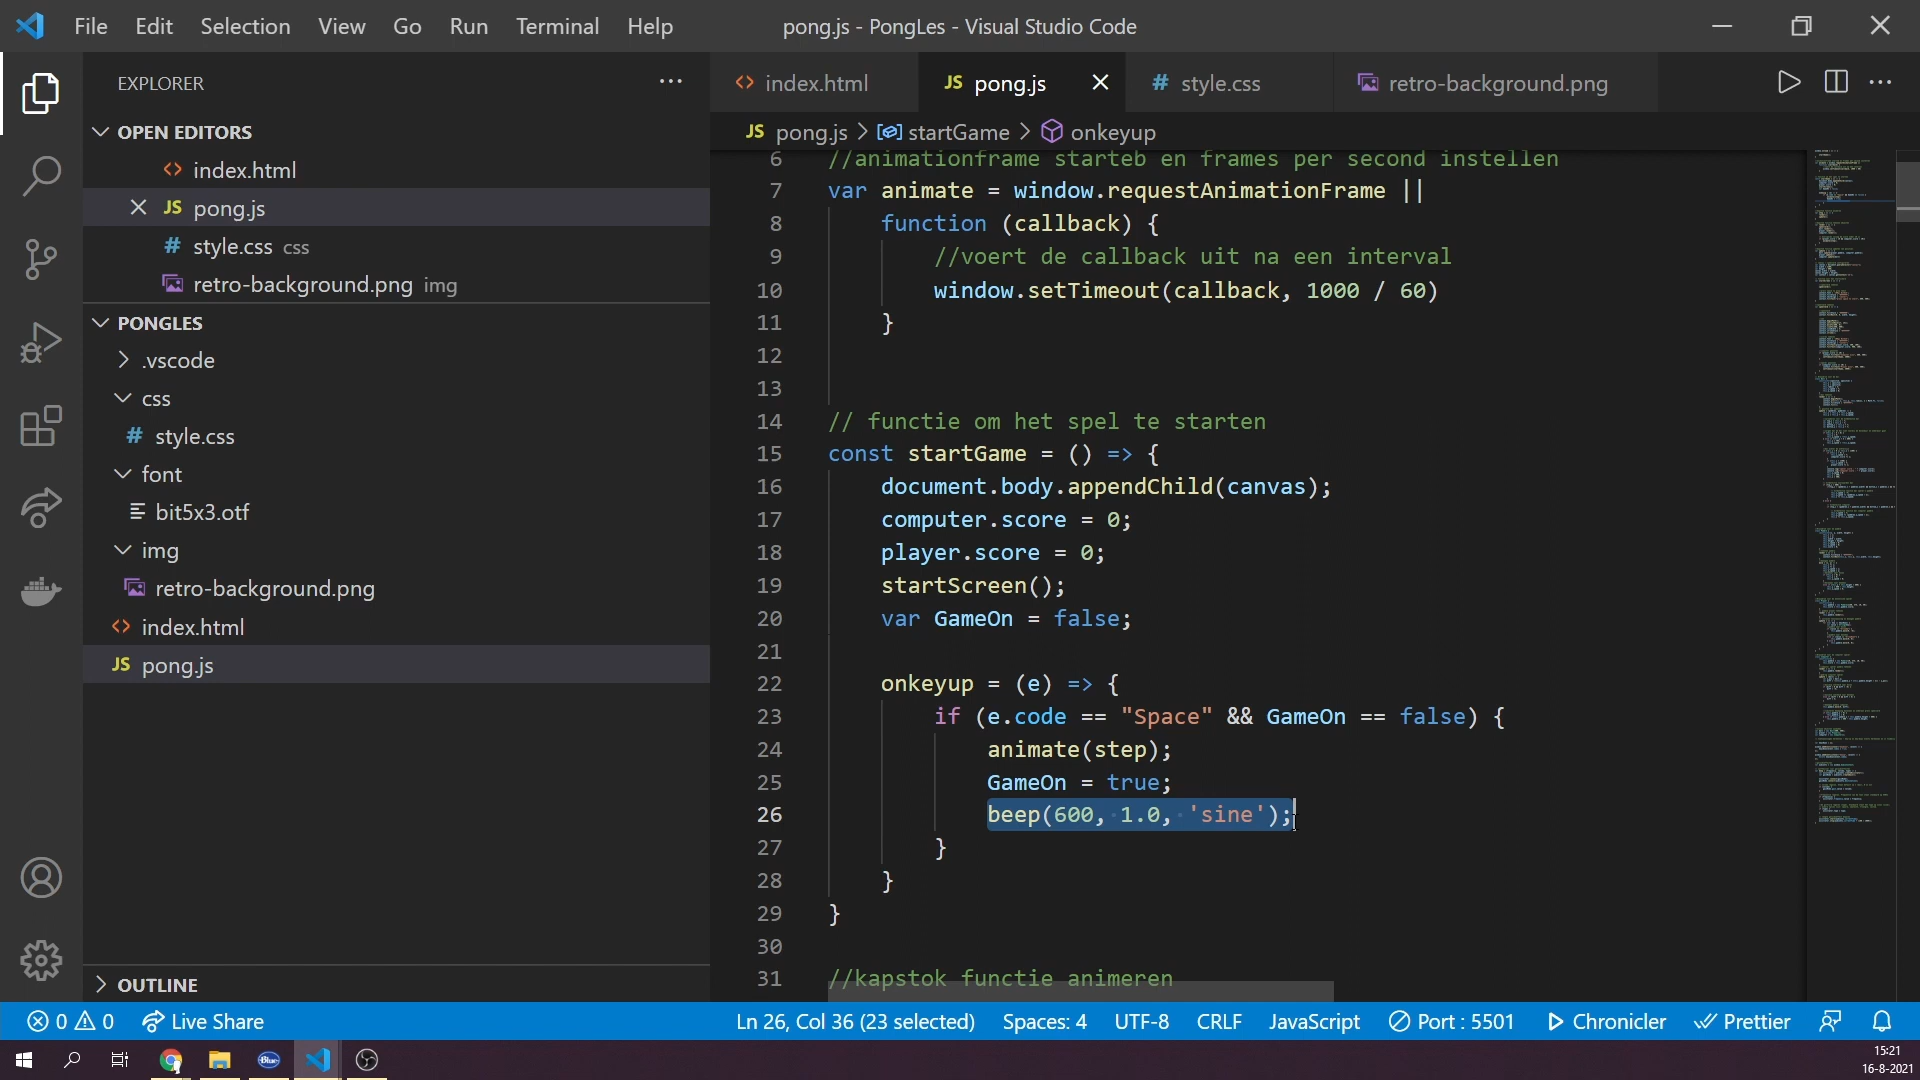 File Edit Selection View Go Run Terminal Help
pong.js - PongLes - Visual Studio Code
EXPLORER
OPEN EDITORS
index.html
JS pong.js
# style.css css
retro-background.png img
PONGLES
.vscode
css
# style.css
font
bit5x3.otf
img
retro-background.png
index.html
JS pong.js
OUTLINE
index.html
JS pong.js
# style.css
retro-background.png
JS pong.js > startGame > onkeyup
6 //animationframe starteb en frames per second instellen
7 var animate = window.requestAnimationFrame ||
8 function (callback) {
9 //voert de callback uit na een interval
10 window.setTimeout(callback, 1000 / 60)
11 }
12
13
14 // functie om het spel te starten
15 const startGame = () => {
16 document.body.appendChild(canvas);
17 computer.score = 0;
18 player.score = 0;
19 startScreen();
20 var GameOn = false;
21
22 onkeyup = (e) => {
23 if (e.code == "Space" && GameOn == false) {
24 animate(step);
25 GameOn = true;
26 beep(600, 1.0, 'sine');
27 }
28 }
29 }
30
31 //kapstok functie animeren
0 0 Live Share
Ln 26, Col 36 (23 selected) Spaces: 4 UTF-8 CRLF JavaScript Port : 5501 Chronicler Prettier
Blue
15:21
16-8-2021